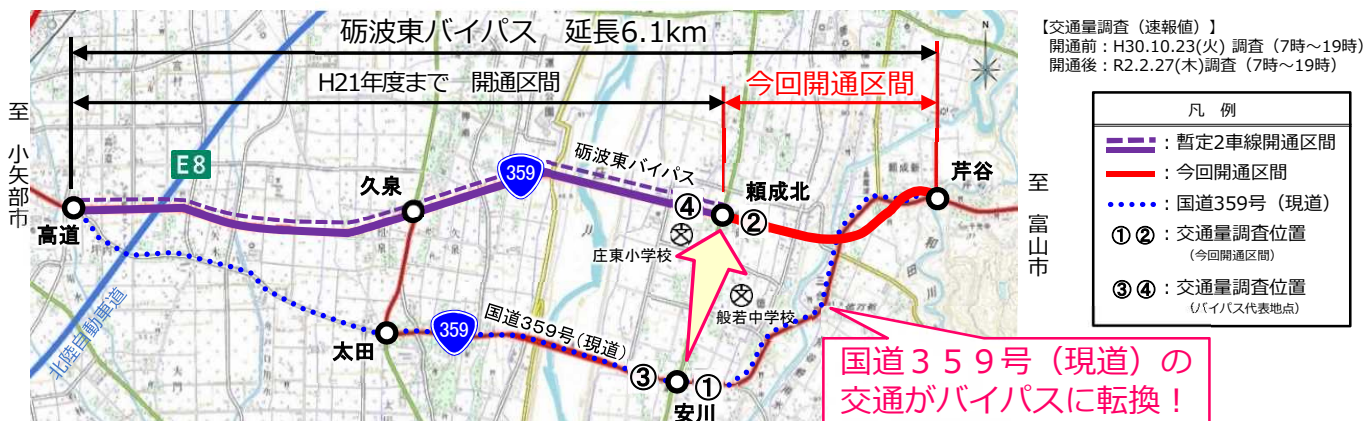 砺波東バイパス　延長6.1km
H21年度まで　開通区間
今回開通区間
【交通量調査（速報値）】
開通前：H30.10.23(火) 調査（7時～19時）
開通後：R2.2.27(木)調査（7時～19時）
凡 例
：暫定2車線開通区間
：今回開通区間
：国道359号（現道）
①②：交通量調査位置
(今回開通区間)
③④：交通量調査位置
(バイパス代表地点)
至 小矢部市
至 富山市
E8
359
砺波東バイパス
高道
久泉
④
頼成北
②
芹谷
庄東小学校
般若中学校
北陸自動車道
太田
359
国道359号(現道)
③
①
安川
国道３５９号（現道）の
交通がバイパスに転換！